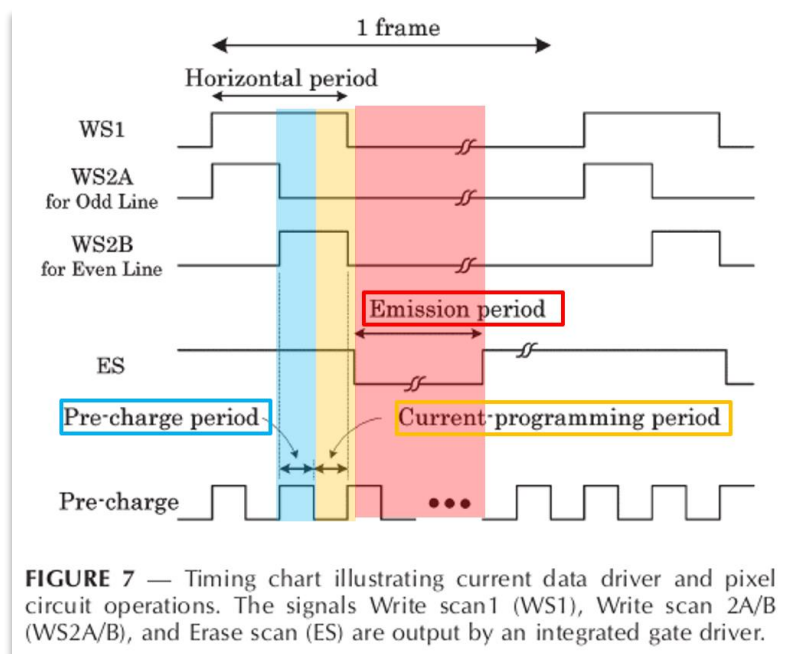 1 frame
Horizontal period
WS1
WS2A
for Odd Line
WS2B
for Even Line
Emission period
ES
Pre-charge period
Current-programming period
Pre-charge
FIGURE 7 — Timing chart illustrating current data driver and pixel
circuit operations. The signals Write scan1 (WS1), Write scan 2A/B
(WS2A/B), and Erase scan (ES) are output by an integrated gate driver.